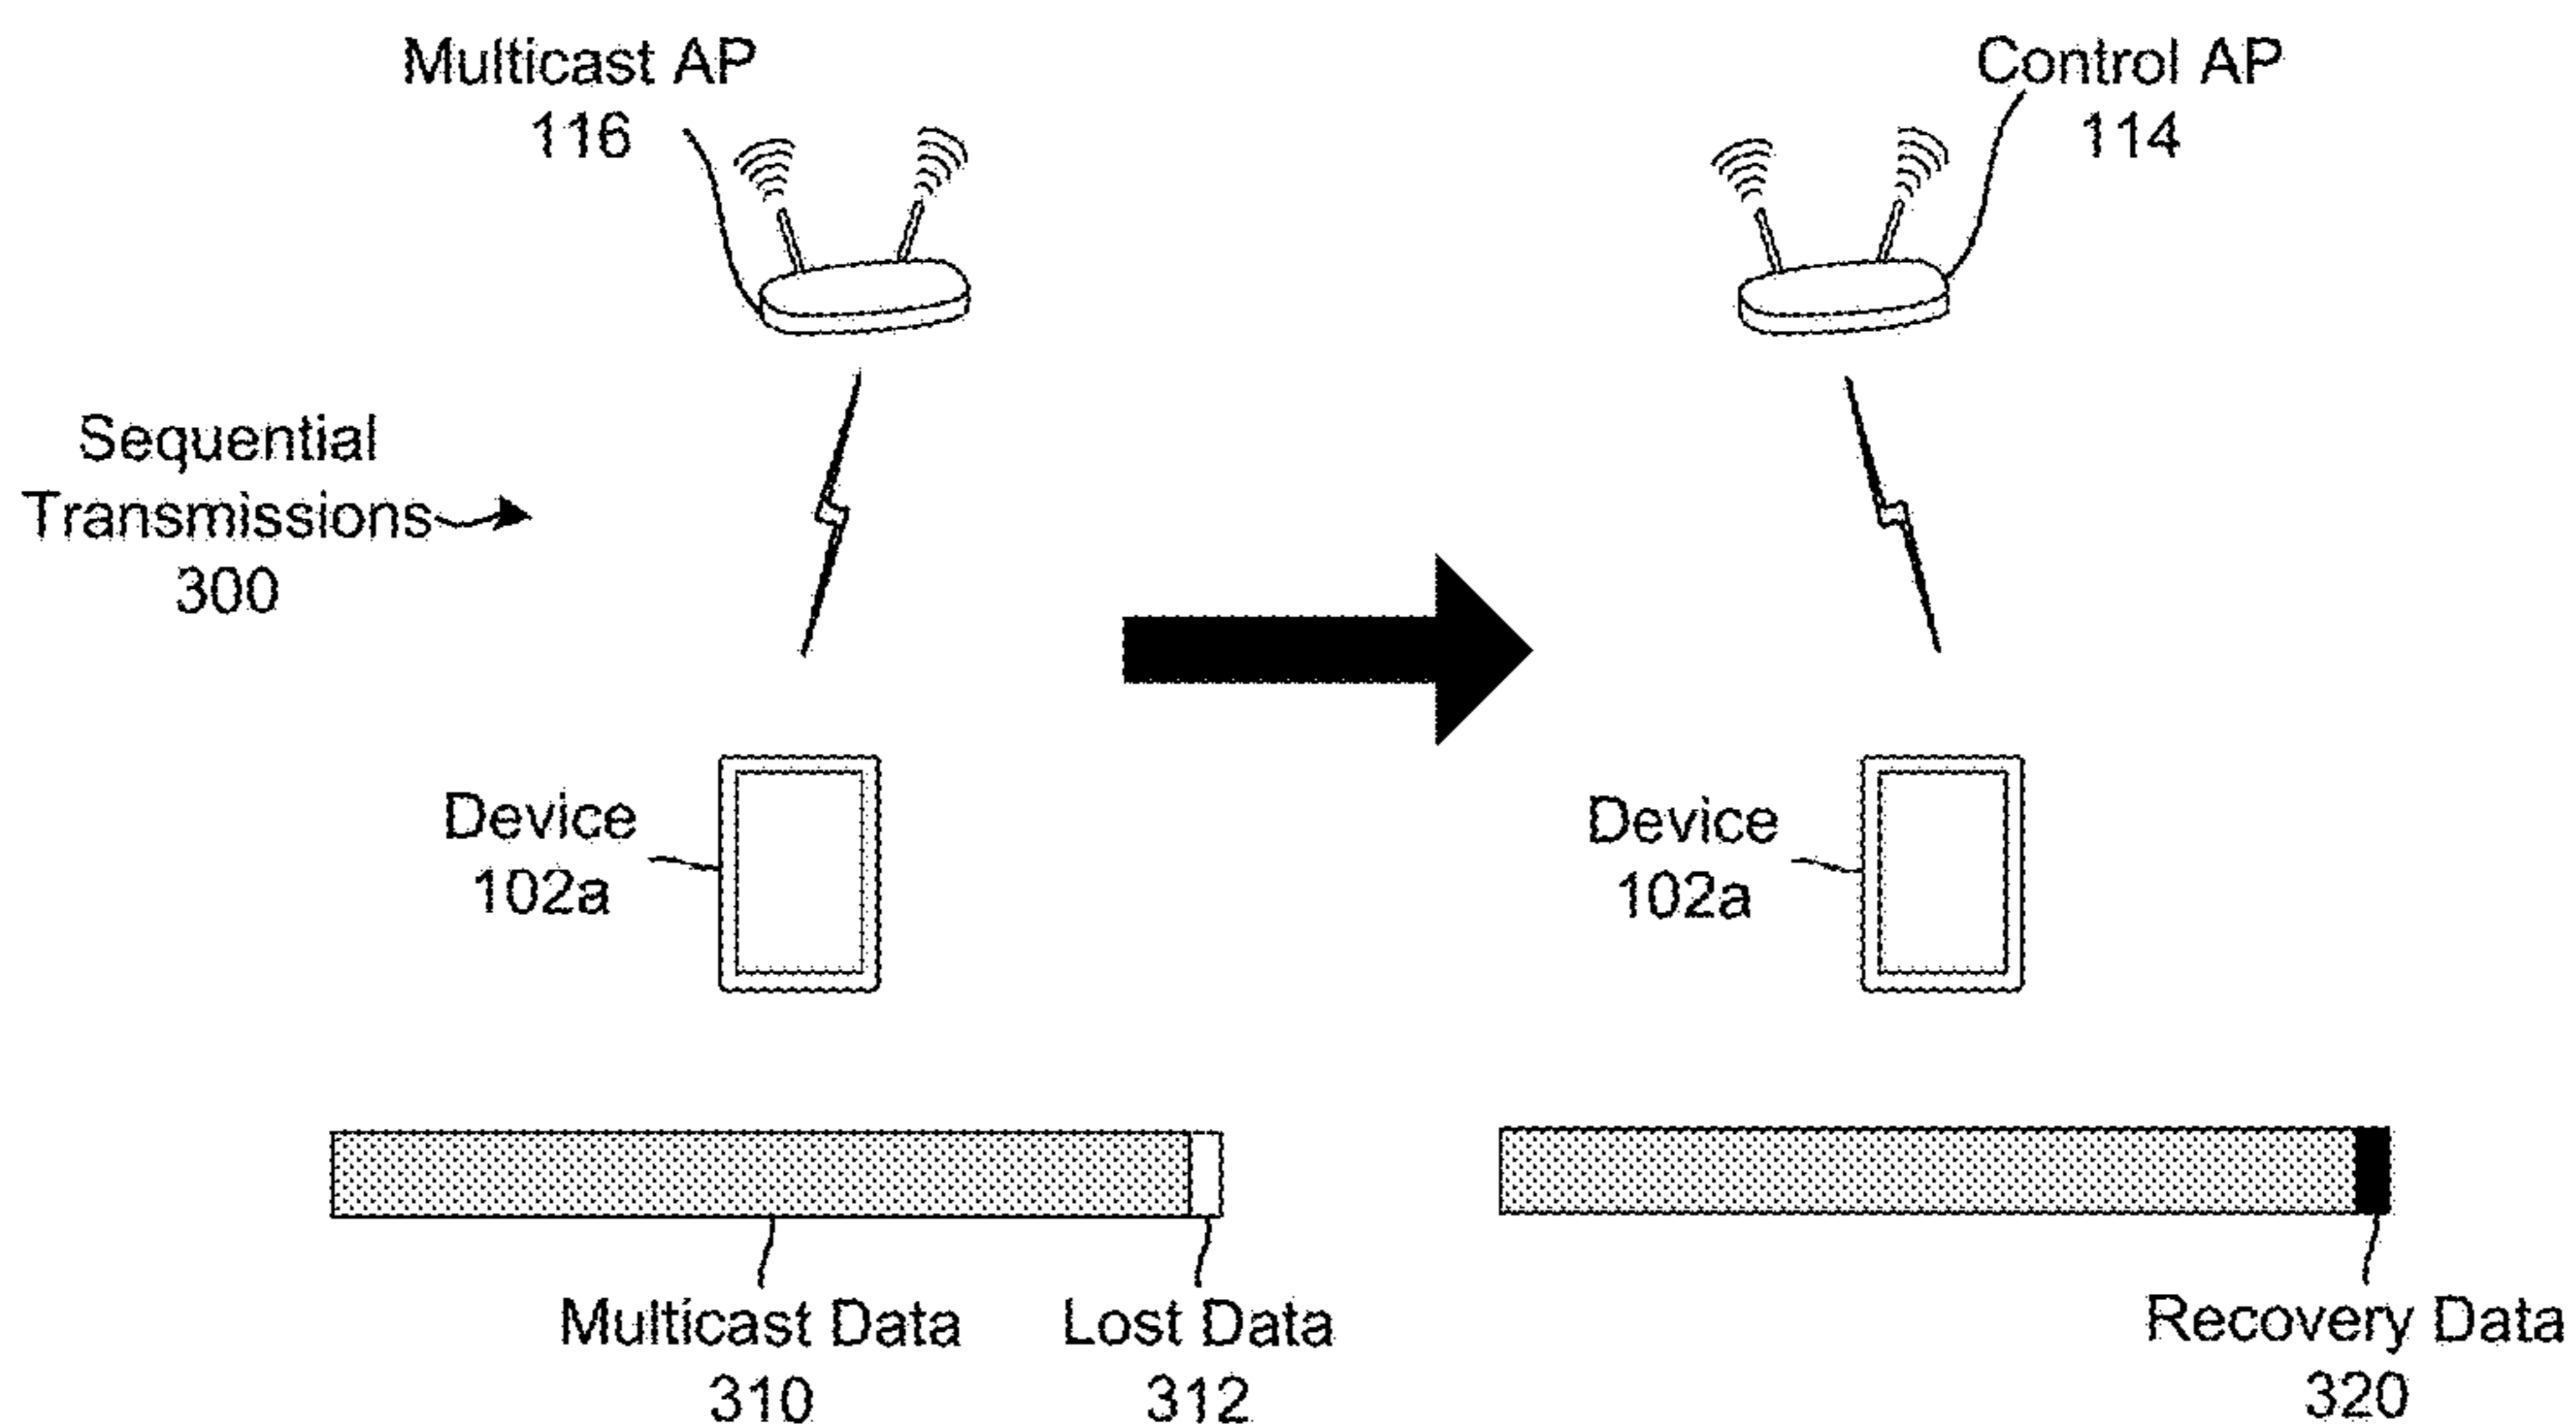 Multicast AP
116
Control AP
114
Sequential
Transmissions
300
Device
102a
Device
102a
Multicast Data
310
Lost Data
312
Recovery Data
320